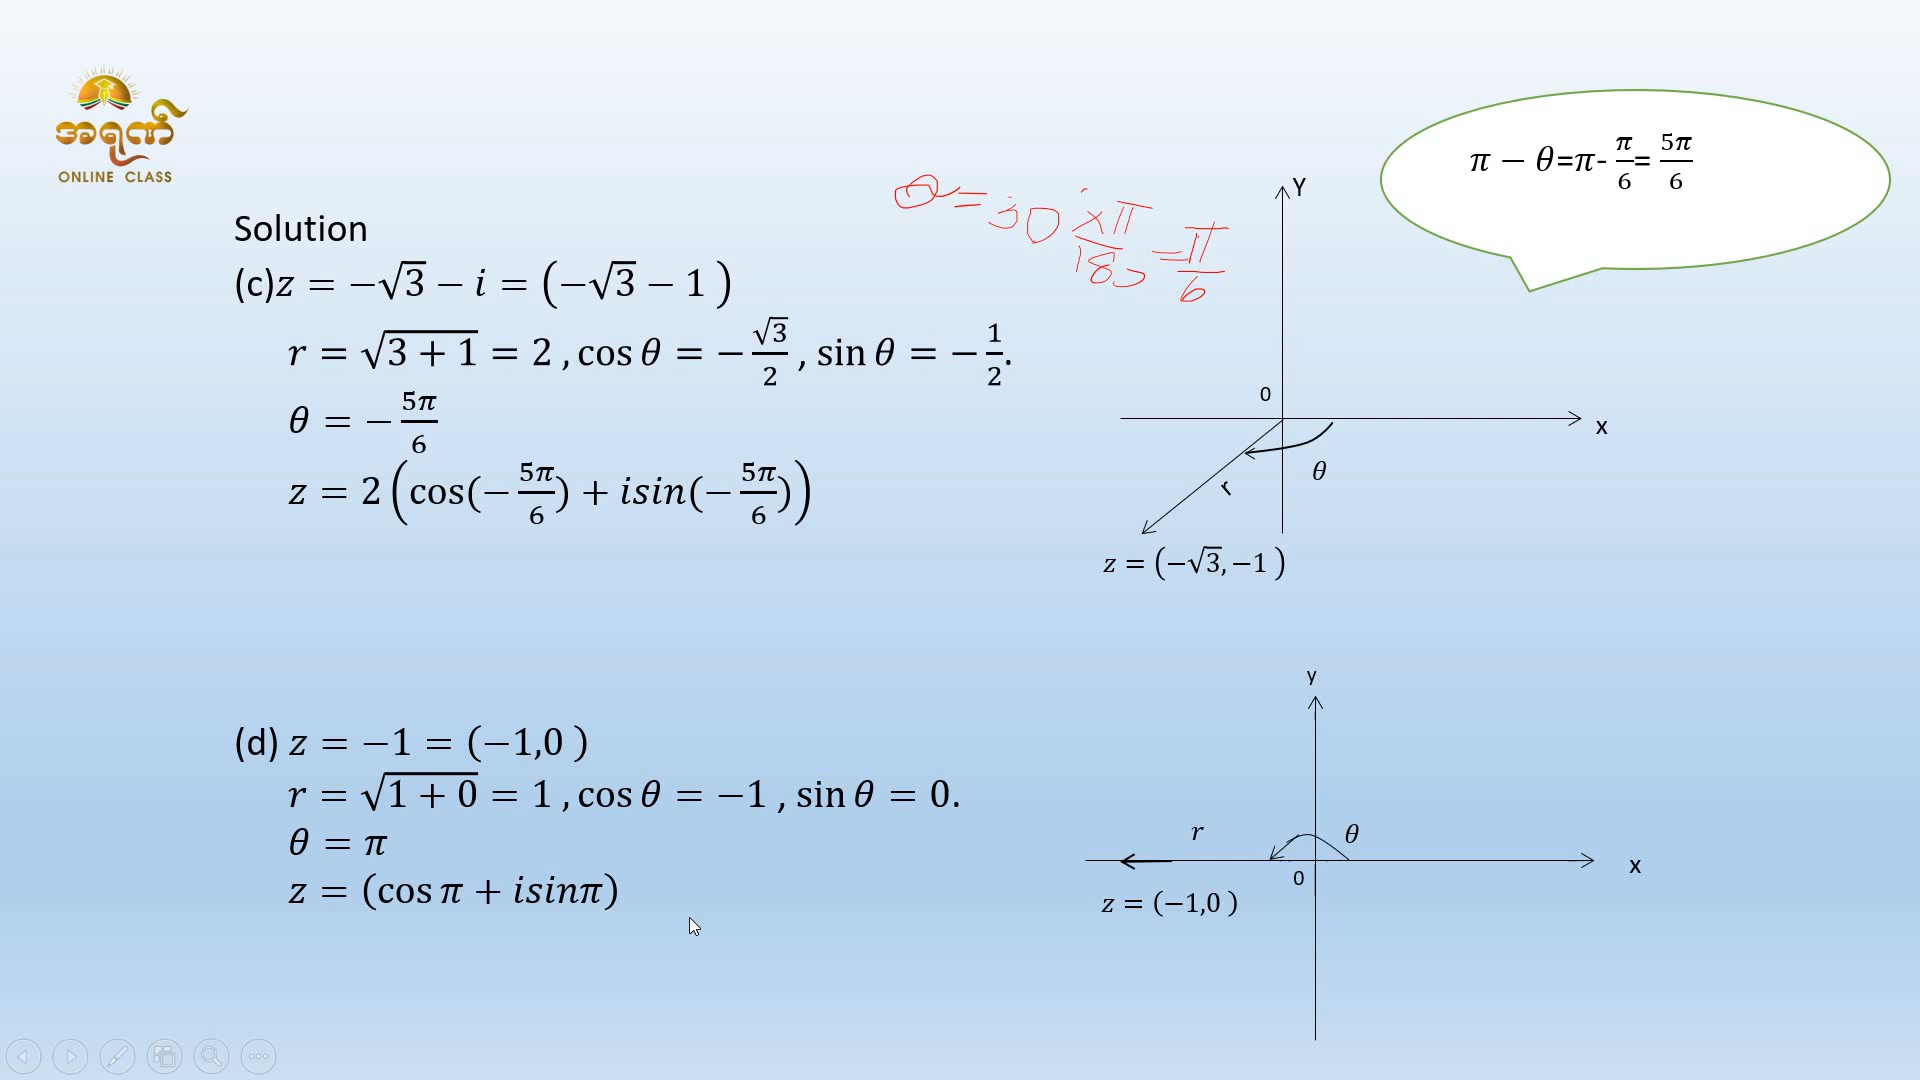 အရုဏ်
ONLINE CLASS
π − θ=π- π/6= 5π/6
θ = 30 × π/180 = π/6
Solution
(c)z = −√3 − i = (−√3 − 1 )
r = √(3 + 1) = 2 , cos θ = −√3/2 , sin θ = −1/2.
θ = −5π/6
z = 2 (cos(−5π/6) + isin(−5π/6))
Y
0
x
θ
r
z = (−√3, −1 )
(d) z = −1 = (−1,0 )
r = √(1 + 0) = 1 , cos θ = −1 , sin θ = 0.
θ = π
z = (cos π + isinπ)
y
r
θ
x
0
z = (−1,0 )